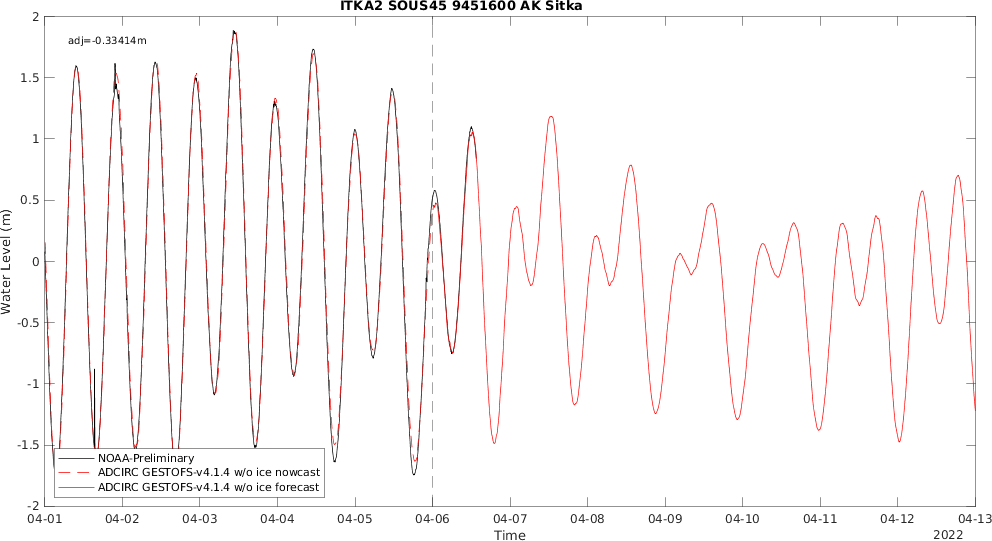 ITKA2 SOUS45 9451600 AK Sitka
adj=-0.33414m
Water Level (m)
2
1.5
1
0.5
0
-0.5
-1
-1.5
-2
NOAA-Preliminary
ADCIRC GESTOFS-v4.1.4 w/o ice nowcast
ADCIRC GESTOFS-v4.1.4 w/o ice forecast
04-01 04-02 04-03 04-04 04-05 04-06 04-07 04-08 04-09 04-10 04-11 04-12 04-13
Time
2022